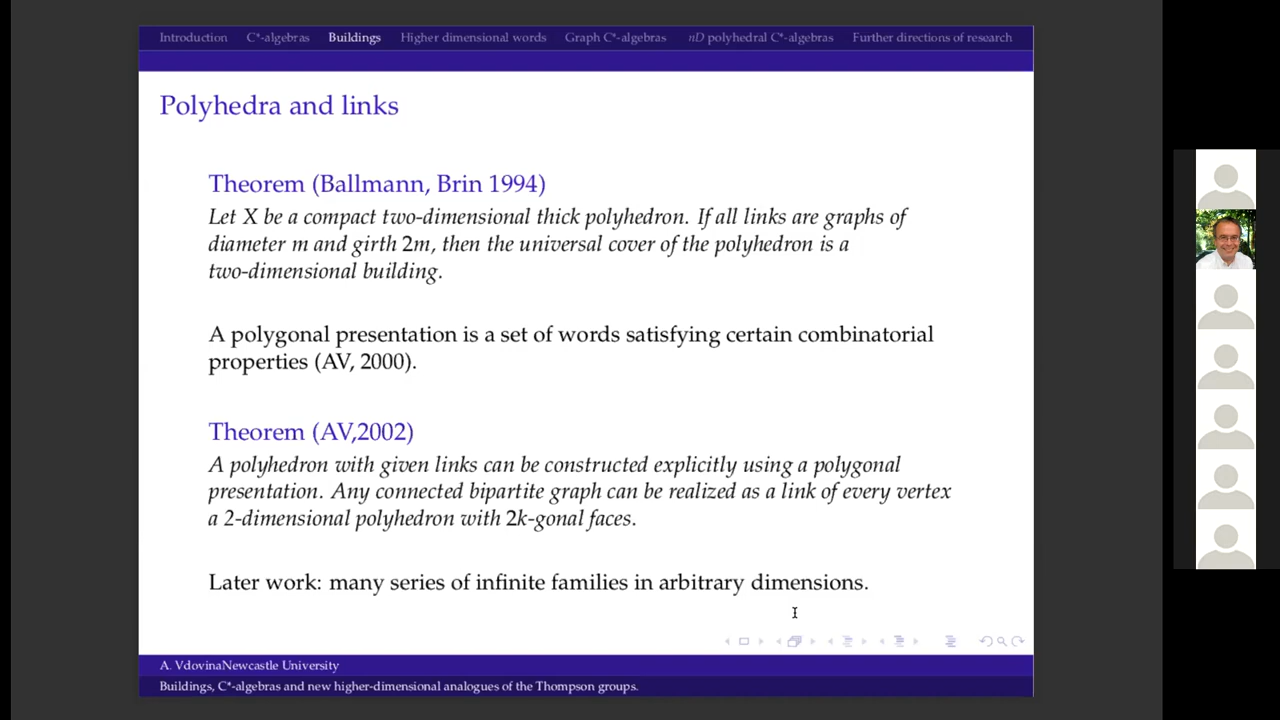 Introduction C*-algebras Buildings Higher dimensional words Graph C*-algebras nD polyhedral C*-algebras Further directions of research
Polyhedra and links
Theorem (Ballmann, Brin 1994)
Let X be a compact two-dimensional thick polyhedron. If all links are graphs of
diameter m and girth 2m, then the universal cover of the polyhedron is a
two-dimensional building.
A polygonal presentation is a set of words satisfying certain combinatorial
properties (AV, 2000).
Theorem (AV,2002)
A polyhedron with given links can be constructed explicitly using a polygonal
presentation. Any connected bipartite graph can be realized as a link of every vertex
a 2-dimensional polyhedron with 2k-gonal faces.
Later work: many series of infinite families in arbitrary dimensions.
A. VdovinaNewcastle University
Buildings, C*-algebras and new higher-dimensional analogues of the Thompson groups.